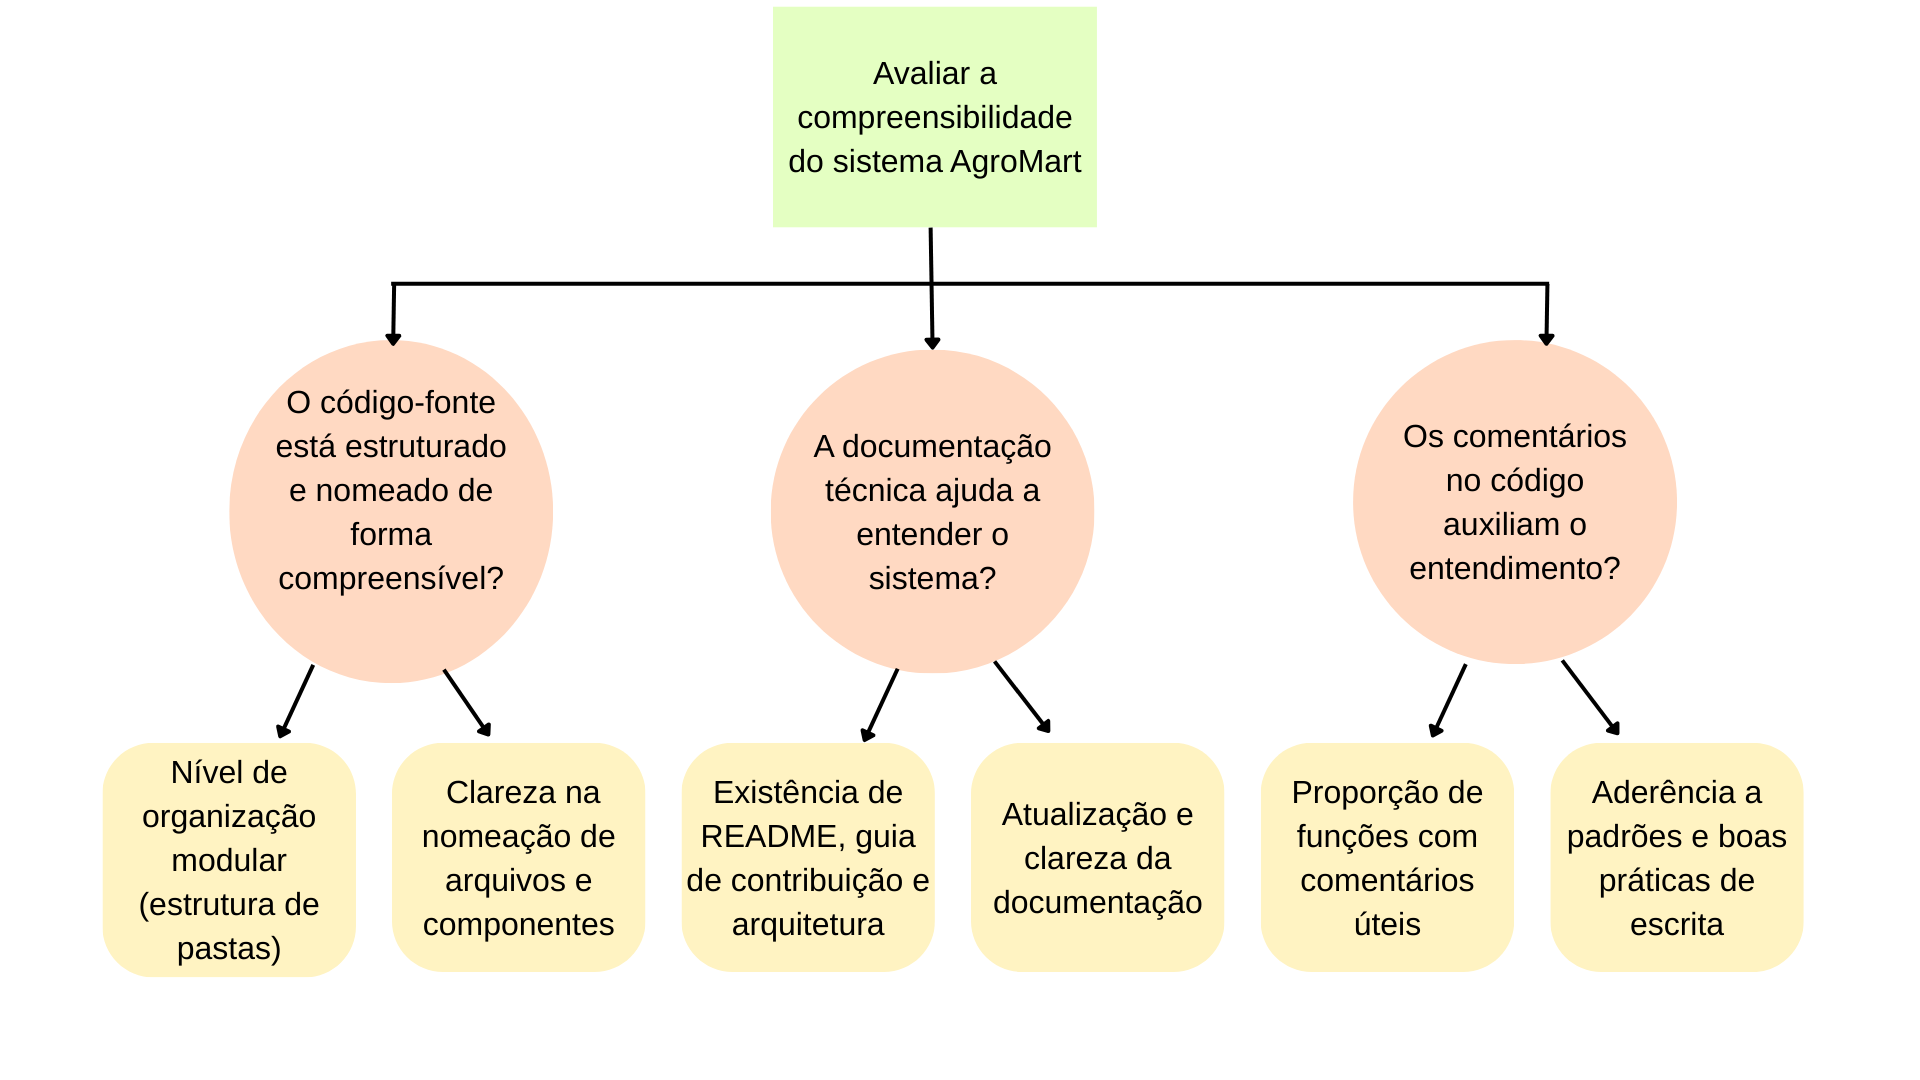 Avaliar a
compreensibilidade
do sistema AgroMart
O código-fonte
está estruturado
e nomeado de
forma
compreensível?
A documentação
técnica ajuda a
entender o
sistema?
Os comentários
no código
auxiliam o
entendimento?
Nível de
organização
modular
(estrutura de
pastas)
Clareza na
nomeação de
arquivos e
componentes
Existência de
README, guia
de contribuição e
arquitetura
Atualização e
clareza da
documentação
Proporção de
funções com
comentários
úteis
Aderência a
padrões e boas
práticas de
escrita